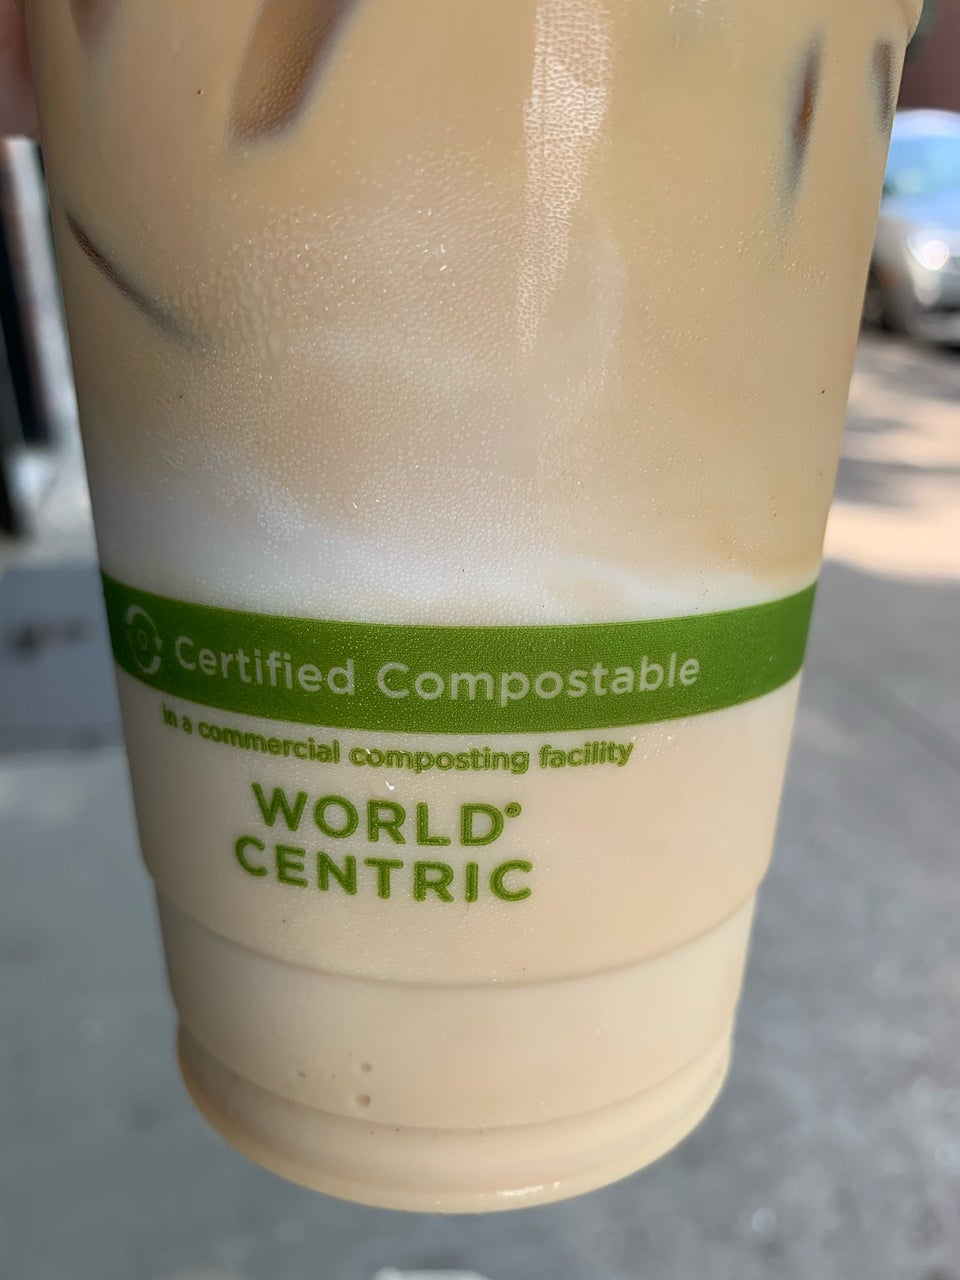 Certified Compostable
in a commercial composting facility
WORLD®
CENTRIC